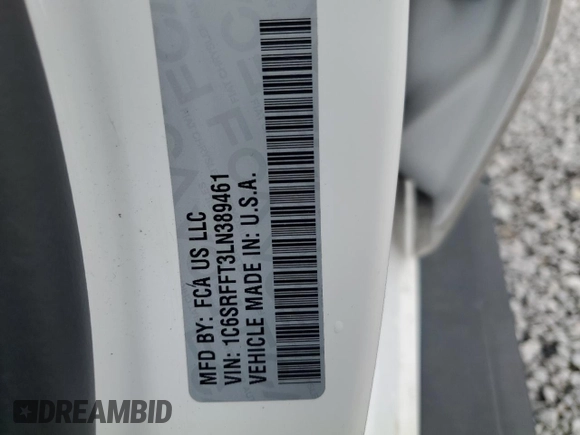 MFD BY: FCA US LLC
VIN: 1C6SRFFT3LN389461
VEHICLE MADE IN: U.S.A.
DREAMBID